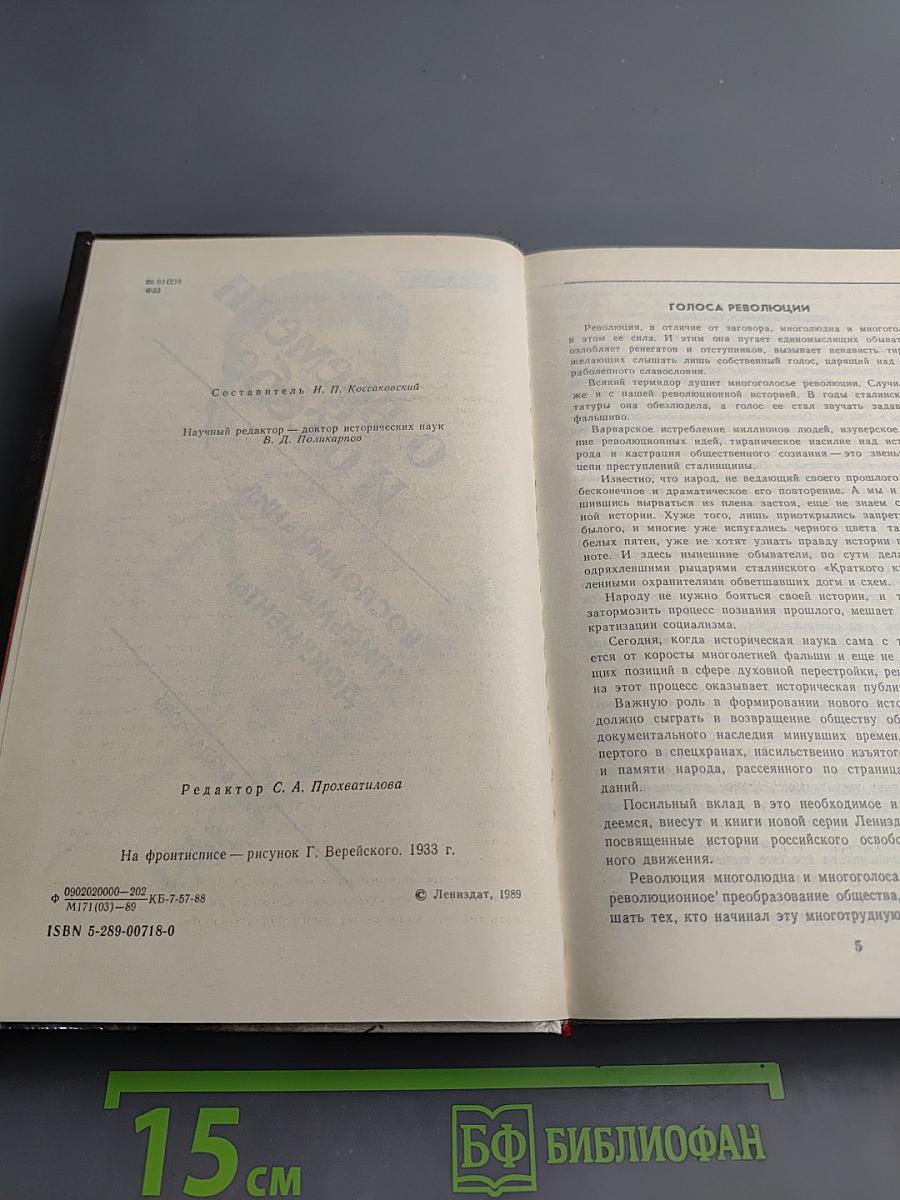 66.61(2)8
Ф33
Составитель И. П. Коссаковский
Научный редактор — доктор исторических наук
В. Д. Поликарпов
Редактор С. А. Прохватилова
На фронтисписе — рисунок Г. Верейского. 1933 г.
Ф 0902020000—202
М171(03)—89
КБ-7-57-88
© Лениздат, 1989
ISBN 5-289-00718-0
ГОЛОСА РЕВОЛЮЦИИ
Революция, в отличие от заговора, многолюдна и многогол
в этом ее сила. И этим она пугает единомыслящих обыват
озлобляет ренегатов и отступников, вызывает ненависть тир
желающих слышать лишь собственный голос, царящий над
раболепного славословия.
Всякий термидор душит многоголосье революции. Случил
же и с нашей революционной историей. В годы сталинск
татуры она обезлюдела, а голос ее стал звучать задав
фальшиво.
Варварское истребление миллионов людей, изуверское
ние революционных идей, тираническое насилие над ист
рода и кастрация общественного сознания — это звень
цепи преступлений сталинщины.
Известно, что народ, не ведающий своего прошлого
бесконечное и драматическое его повторение. А мы и
шившись вырваться из плена застоя, еще не знаем с
ной истории. Хуже того, лишь приоткрылись запрет
былого, и многие уже испугались черного цвета та
белых пятен, уже не хотят узнать правду истории в
ноте. И здесь нынешние обыватели, по сути дела
одряхлевшими рыцарями сталинского «Краткого к
ленными охранителями обветшавших догм и схем.
Народу не нужно бояться своей истории, и т
затормозить процесс познания прошлого, мешает
кратизации социализма.
Сегодня, когда историческая наука сама с т
ется от коросты многолетней фальши и еще не
щих позиций в сфере духовной перестройки, реш
на этот процесс оказывает историческая публиц
Важную роль в формировании нового исто
должно сыграть и возвращение обществу об
документального наследия минувших времен,
пертого в спецхранах, насильственно изъятог
и памяти народа, рассеянного по страница
даний.
Посильный вклад в это необходимое и
деемся, внесут и книги новой серии Лениздат
посвященные истории российского освобо
ного движения.
Революция многолюдна и многоголоса
революционное преобразование общества,
шать тех, кто начинал эту многотрудную
5
15 см
БФ БИБЛИОФАН